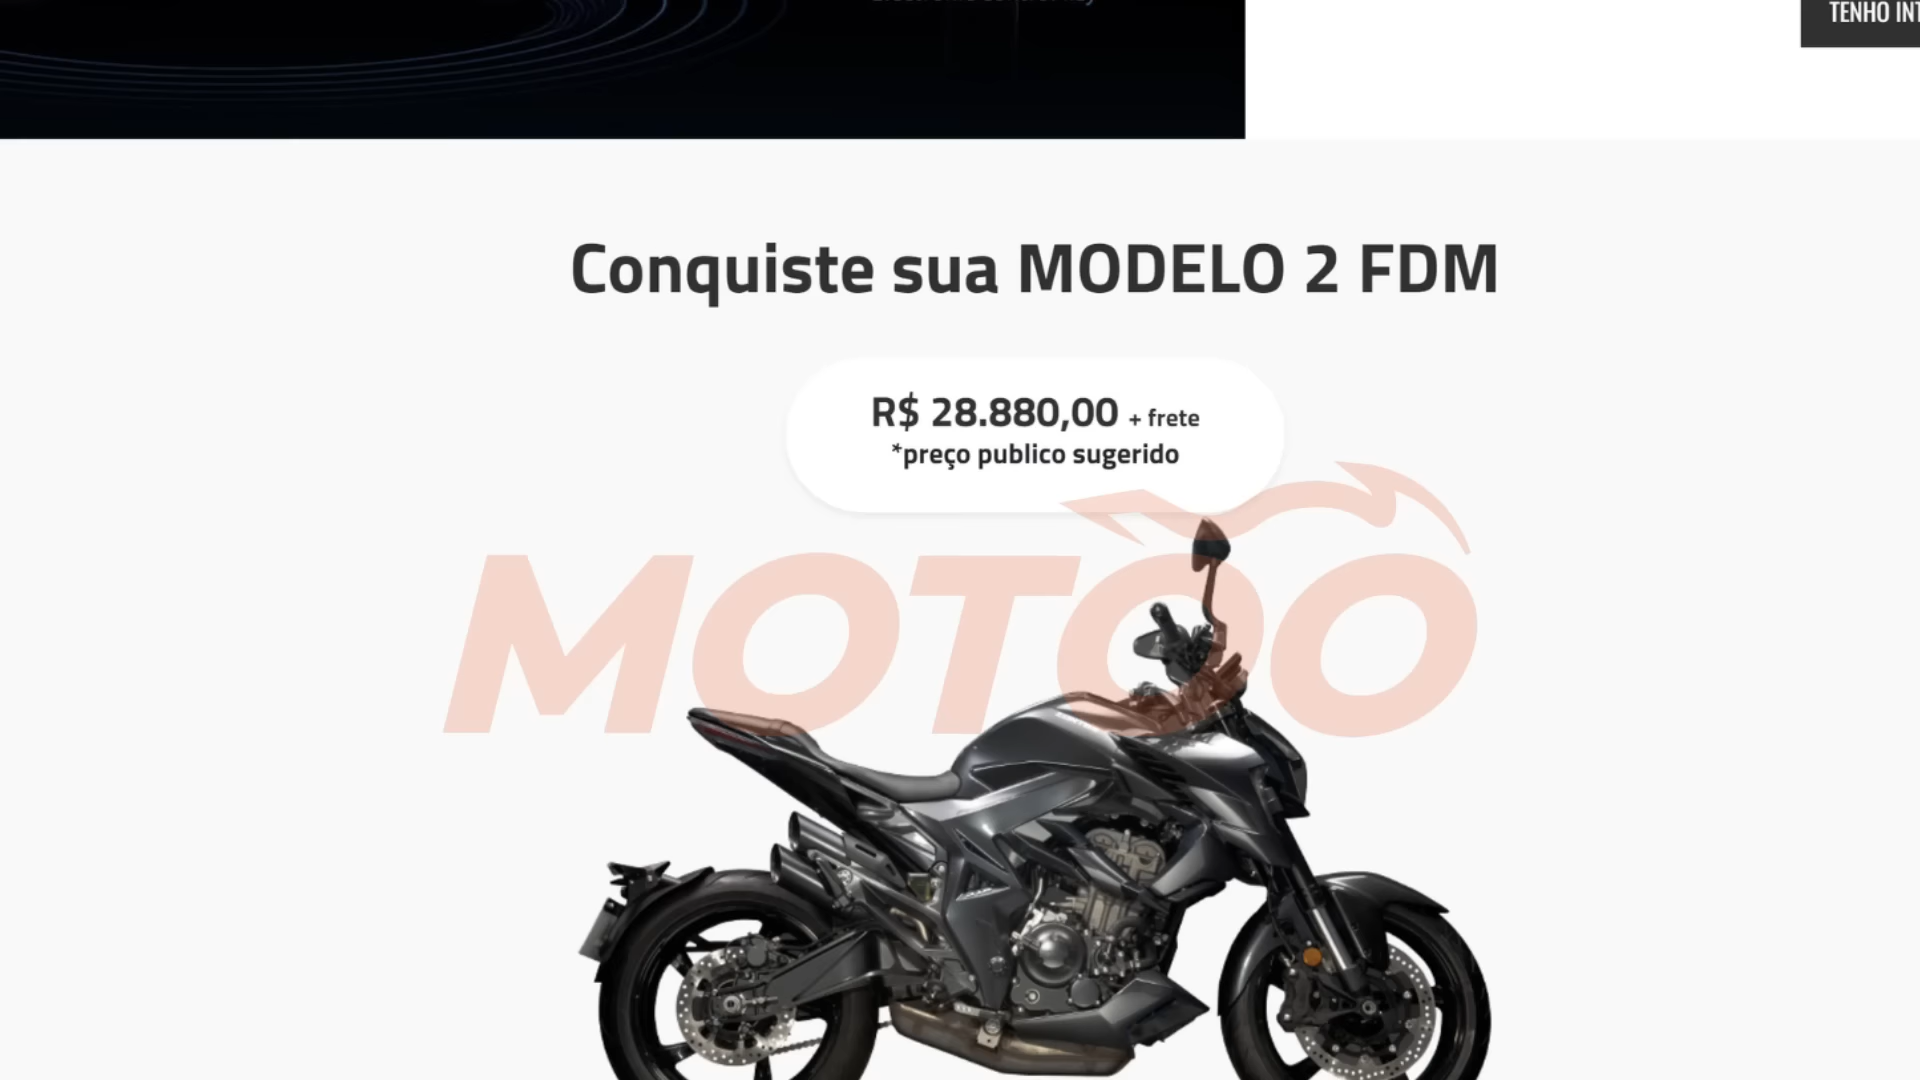 TENHO INT
Conquiste sua MODELO 2 FDM
R$ 28.880,00 + frete
*preço publico sugerido
MOTOO